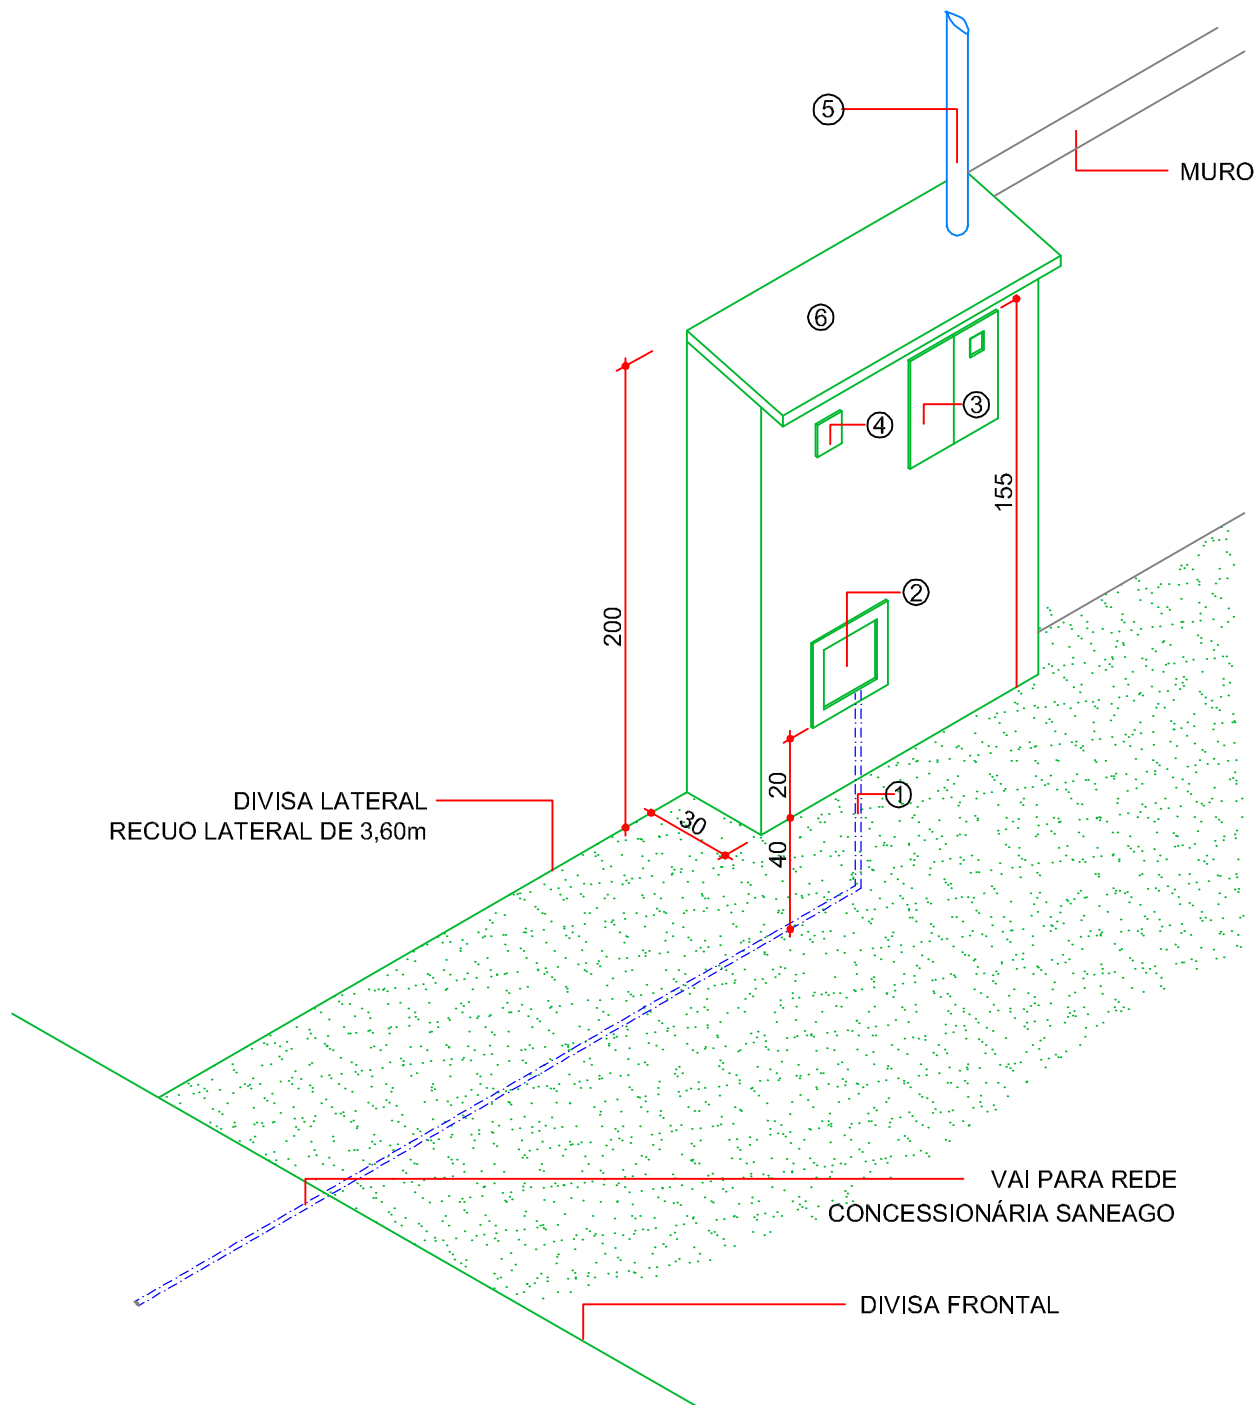 5
MURO
6
3
4
155
2
200
20
1
DIVISA LATERAL
RECUO LATERAL DE 3,60m
30
40
VAI PARA REDE
CONCESSIONÁRIA SANEAGO
DIVISA FRONTAL